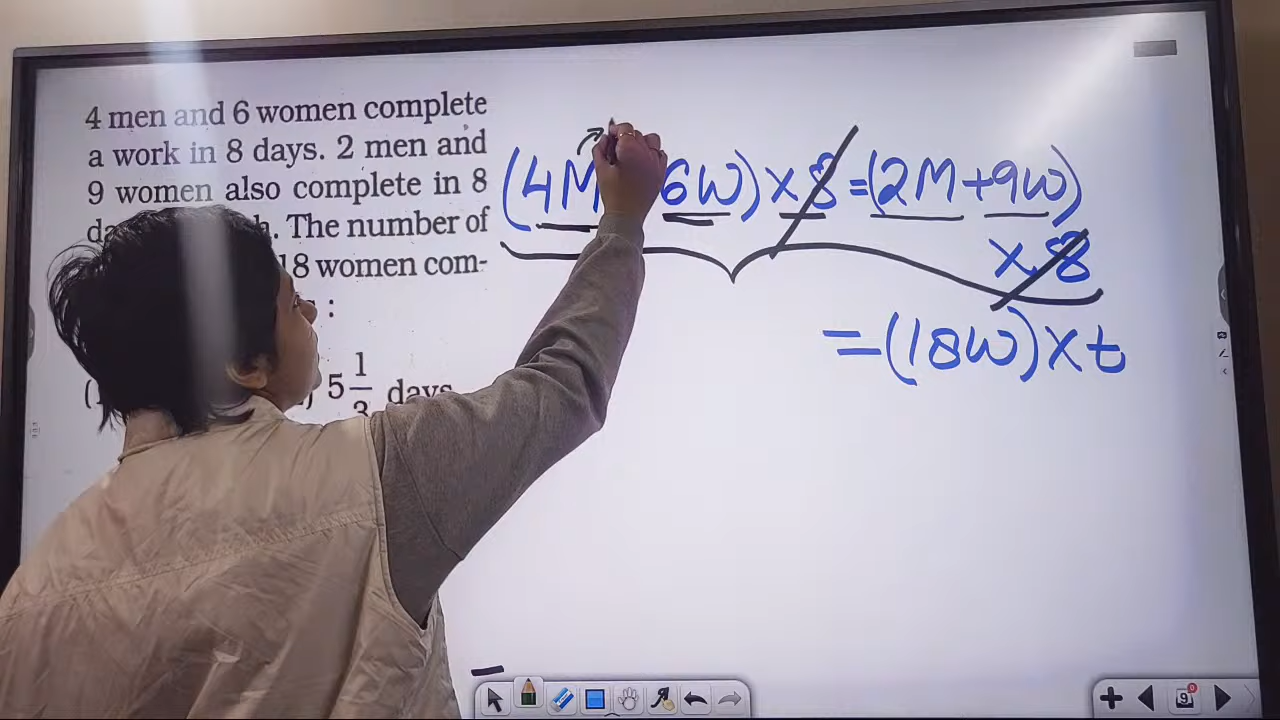 4 men and 6 women complete
a work in 8 days. 2 men and
9 women also complete in 8
The number of
18 women com-
:
5 1/3 days
(4M 6W) × 8 = (2M + 9W)
× 8
= (18W) × t